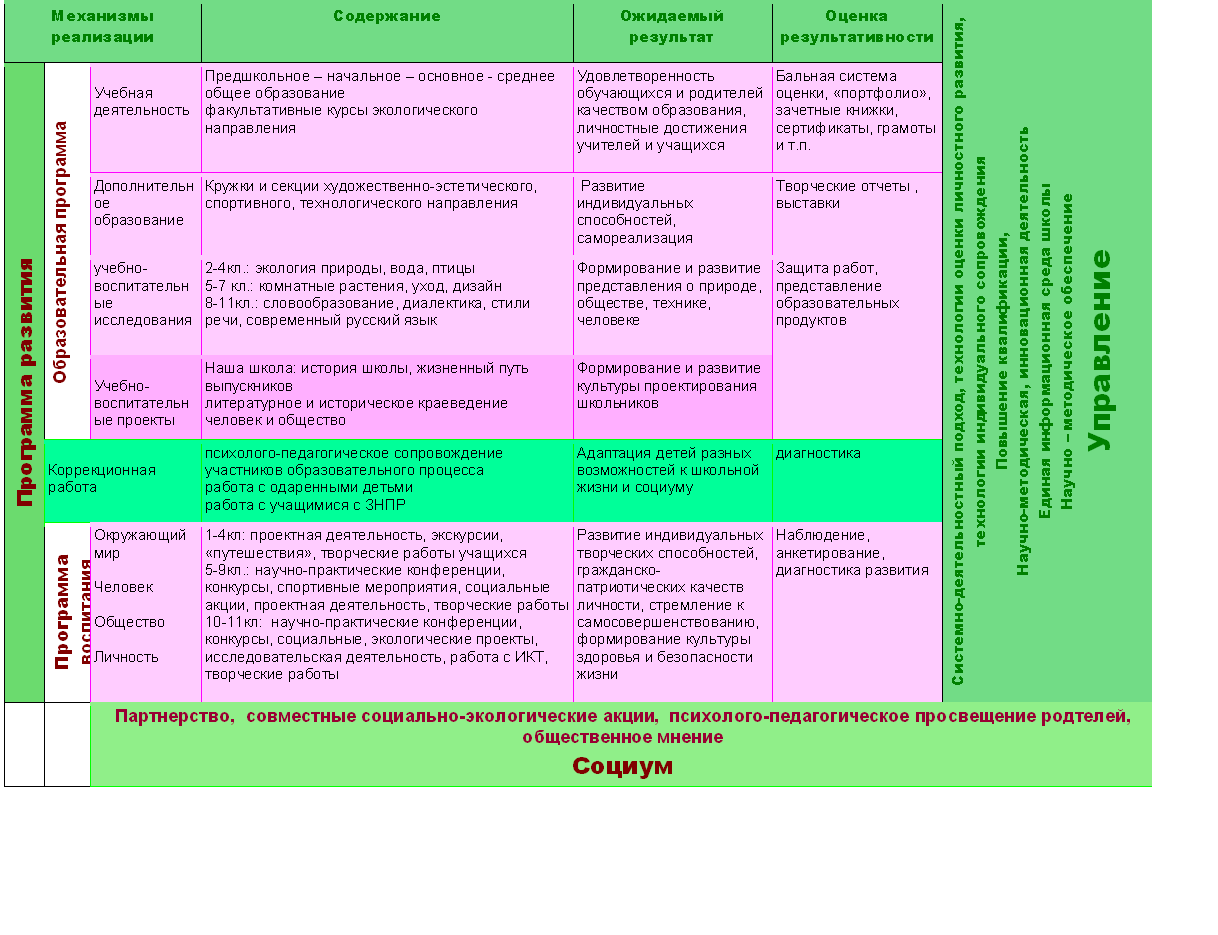 Механизмы
реализации
Содержание
Ожидаемый
результат
Оценка
результативности
Программа развития
Образовательная программа
Учебная
деятельность
Предшкольное – начальное – основное - среднее
общее образование
факультативные курсы экологического
направления
Удовлетворенность
обучающихся и родителей
качеством образования,
личностные достижения
учителей и учащихся
Бальная система
оценки, «портфолио»,
зачетные книжки,
сертификаты, грамоты
и т.п.
Дополнительн
ое
образование
Кружки и секции художественно-эстетического,
спортивного, технологического направления
Развитие
индивидуальных
способностей,
самореализация
Творческие отчеты ,
выставки
учебно-
воспитательн
ые
исследования
2-4кл.: экология природы, вода, птицы
5-7 кл.: комнатные растения, уход, дизайн
8-11кл.: словообразование, диалектика, стили
речи, современный русский язык
Формирование и развитие
представления о природе,
обществе, технике,
человеке
Защита работ,
представление
образовательных
продуктов
Учебно-
воспитательн
ые проекты
Наша школа: история школы, жизненный путь
выпускников
литературное и историческое краеведение
человек и общество
Формирование и развитие
культуры проектирования
школьников
Коррекционная
работа
психолого-педагогическое сопровождение
участников образовательного процесса
работа с одаренными детьми
работа с учащимися с ЗНПР
Адаптация детей разных
возможностей к школьной
жизни и социуму
диагностика
Программа
воспитания
Окружающий
мир
Человек
Общество
Личность
1-4кл: проектная деятельность, экскурсии,
«путешествия», творческие работы учащихся
5-9кл.: научно-практические конференции,
конкурсы, спортивные мероприятия, социальные
акции, проектная деятельность, творческие работы
10-11кл: научно-практические конференции,
конкурсы, социальные, экологические проекты,
исследовательская деятельность, работа с ИКТ,
творческие работы
Развитие индивидуальных
творческих способностей,
гражданско-
патриотических качеств
личности, стремление к
самосовершенствованию,
формирование культуры
здоровья и безопасности
жизни
Наблюдение,
анкетирование,
диагностика развития
Системно-деятельностный подход, технологии оценки личностного развития,
технологии индивидуального сопровождения
Повышение квалификации,
Научно-методическая, инновационная деятельность
Единая информационная среда школы
Научно – методическое обеспечение
Управление
Партнерство, совместные социально-экологические акции, психолого-педагогическое просвещение родтелей,
общественное мнение
Социум